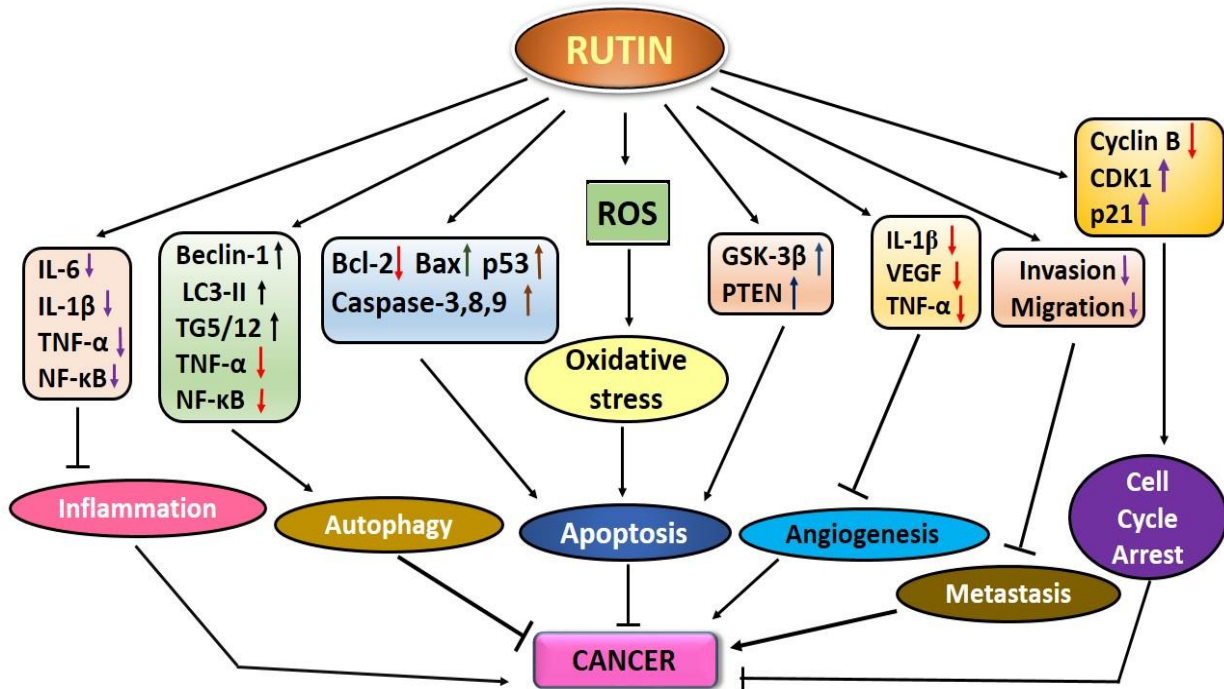 RUTIN
IL-6 ↓
IL-1β ↓
TNF-α ↓
NF-κB ↓
Beclin-1 ↑
LC3-II ↑
TG5/12 ↑
TNF-α ↓
NF-κB ↓
Bcl-2 ↓ Bax ↑ p53 ↑
Caspase-3,8,9 ↑
ROS
Oxidative
stress
GSK-3β ↑
PTEN ↑
IL-1β ↓
VEGF ↓
TNF-α ↓
Invasion ↓
Migration ↓
Cyclin B ↓
CDK1 ↑
p21 ↑
Inflammation
Autophagy
Apoptosis
Angiogenesis
Metastasis
Cell
Cycle
Arrest
CANCER